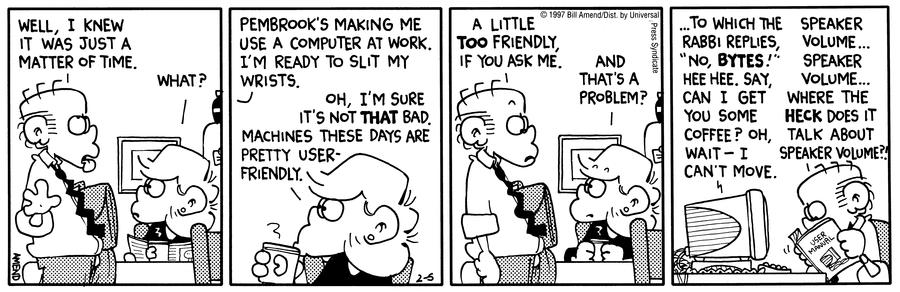 WELL, I KNEW
IT WAS JUST A
MATTER OF TIME.
WHAT?
AMEND
PEMBROOK'S MAKING ME
USE A COMPUTER AT WORK.
I'M READY TO SLIT MY
WRISTS.
OH, I'M SURE
IT'S NOT THAT BAD.
MACHINES THESE DAYS ARE
PRETTY USER-
FRIENDLY.
?
2-6
© 1997 Bill Amend/Dist. by Universal
Press Syndicate
A LITTLE
TOO FRIENDLY,
IF YOU ASK ME.
AND
THAT'S A
PROBLEM?
...TO WHICH THE
RABBI REPLIES,
"NO, BYTES!"
HEE HEE. SAY,
CAN I GET
YOU SOME
COFFEE? OH,
WAIT – I
CAN'T MOVE.
SPEAKER
VOLUME...
SPEAKER
VOLUME...
WHERE THE
HECK DOES IT
TALK ABOUT
SPEAKER VOLUME?!
USER
MANUAL